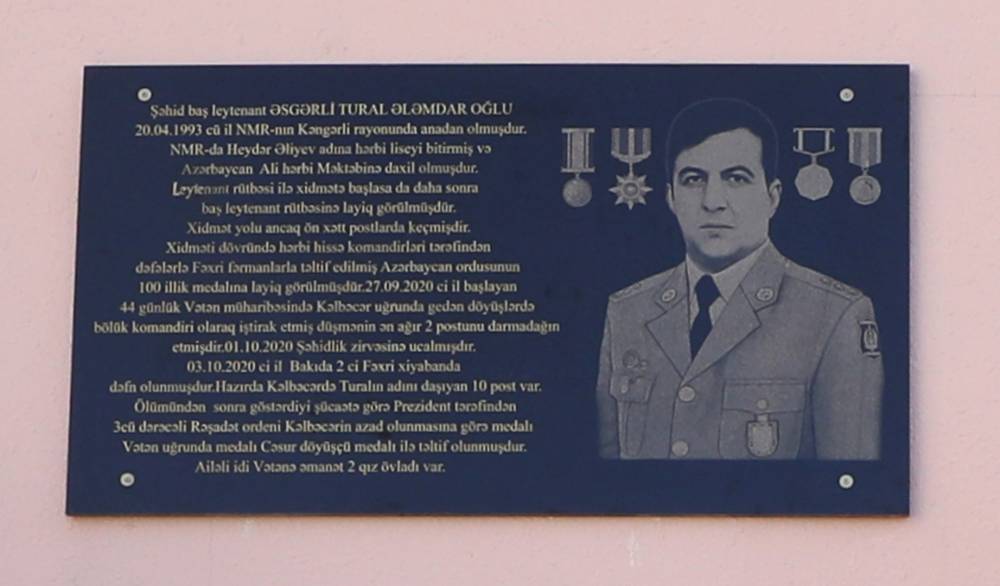 Şəhid baş leytenant ƏSGƏRLİ TURAL ƏLƏMDAR OĞLU
20.04.1993 cü il NMR-nın Kəngərli rayonunda anadan olmuşdur.
NMR-da Heydər Əliyev adına hərbi liseyi bitirmiş və
Azərbaycan Ali hərbi Məktəbinə daxil olmuşdur.
Leytenant rütbəsi ilə xidmətə başlasa da daha sonra
baş leytenant rütbəsinə layiq görülmüşdür.
Xidmət yolu ancaq ön xətt postlarda keçmişdir.
Xidməti dövründə hərbi hissə komandirləri tərəfindən
dəfələrlə Fəxri fərmanlarla təltif edilmiş Azərbaycan ordusunun
100 illik medalına layiq görülmüşdür.27.09.2020 ci il başlayan
44 günlük Vətən müharibəsində Kəlbəcər uğrunda gedən döyüşlərdə
bölük komandiri olaraq iştirak etmiş düşmənin ən ağır 2 postunu darmadağın
etmişdir.01.10.2020 Şəhidlik zirvəsinə ucalmışdır.
03.10.2020 ci il Bakıda 2 ci Fəxri xiyabanda
dəfn olunmuşdur.Hazırda Kəlbəcərdə Turalın adını daşıyan 10 post var.
Ölümündən sonra göstərdiyi şücaətə görə Prezident tərəfindən
3cü dərəcəli Rəşadət ordeni Kəlbəcərin azad olunmasına görə medalı
Vətən uğrunda medalı Cəsur döyüşçü medalı ilə təltif olunmuşdur.
Ailəli idi Vətənə əmanət 2 qız övladı var.